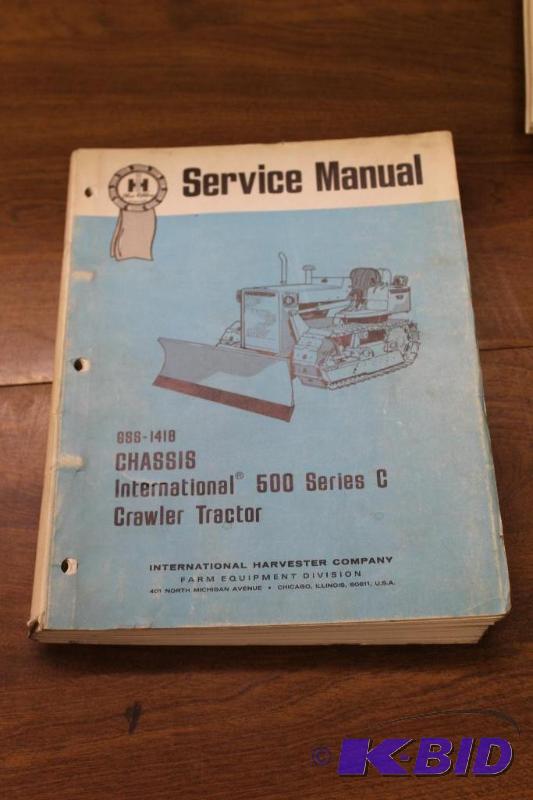 IH
Service Manual
GSS-1418
CHASSIS
International® 500 Series C
Crawler Tractor
INTERNATIONAL HARVESTER COMPANY
FARM EQUIPMENT DIVISION
401 NORTH MICHIGAN AVENUE • CHICAGO, ILLINOIS, 60611, U.S.A.
© K-BID